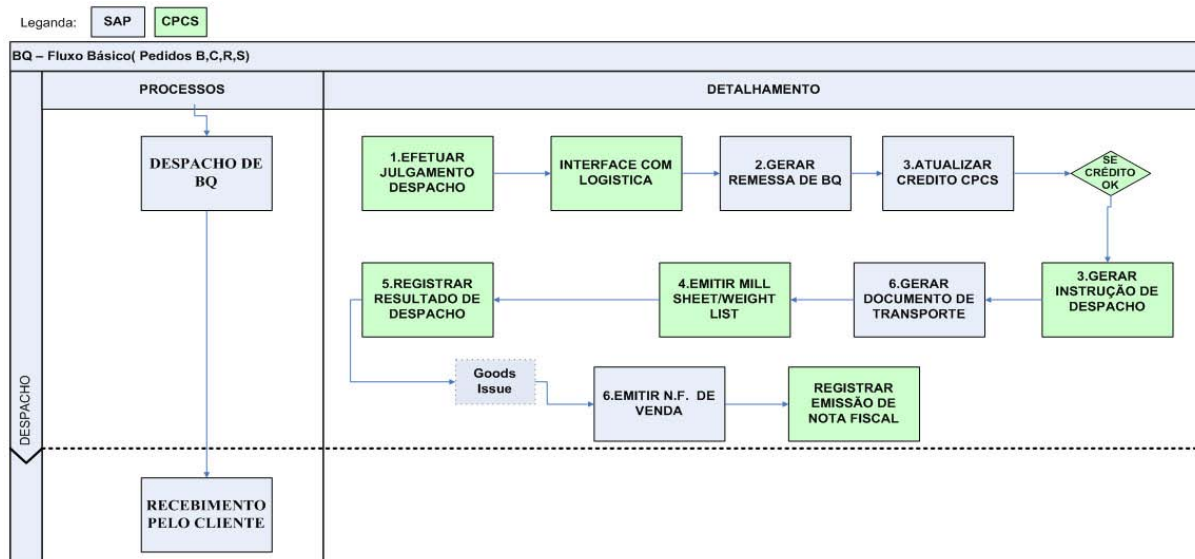 Leganda: SAP CPCS
BQ – Fluxo Básico( Pedidos B,C,R,S)
PROCESSOS
DETALHAMENTO
DESPACHO DE
BQ
1.EFETUAR
JULGAMENTO
DESPACHO
INTERFACE COM
LOGISTICA
2.GERAR
REMESSA DE BQ
3.ATUALIZAR
CREDITO CPCS
SE
CRÉDITO
OK
5.REGISTRAR
RESULTADO DE
DESPACHO
4.EMITIR MILL
SHEET/WEIGHT
LIST
6.GERAR
DOCUMENTO DE
TRANSPORTE
3.GERAR
INSTRUÇÃO DE
DESPACHO
Goods
Issue
6.EMITIR N.F. DE
VENDA
REGISTRAR
EMISSÃO DE
NOTA FISCAL
DESPACHO
RECEBIMENTO
PELO CLIENTE